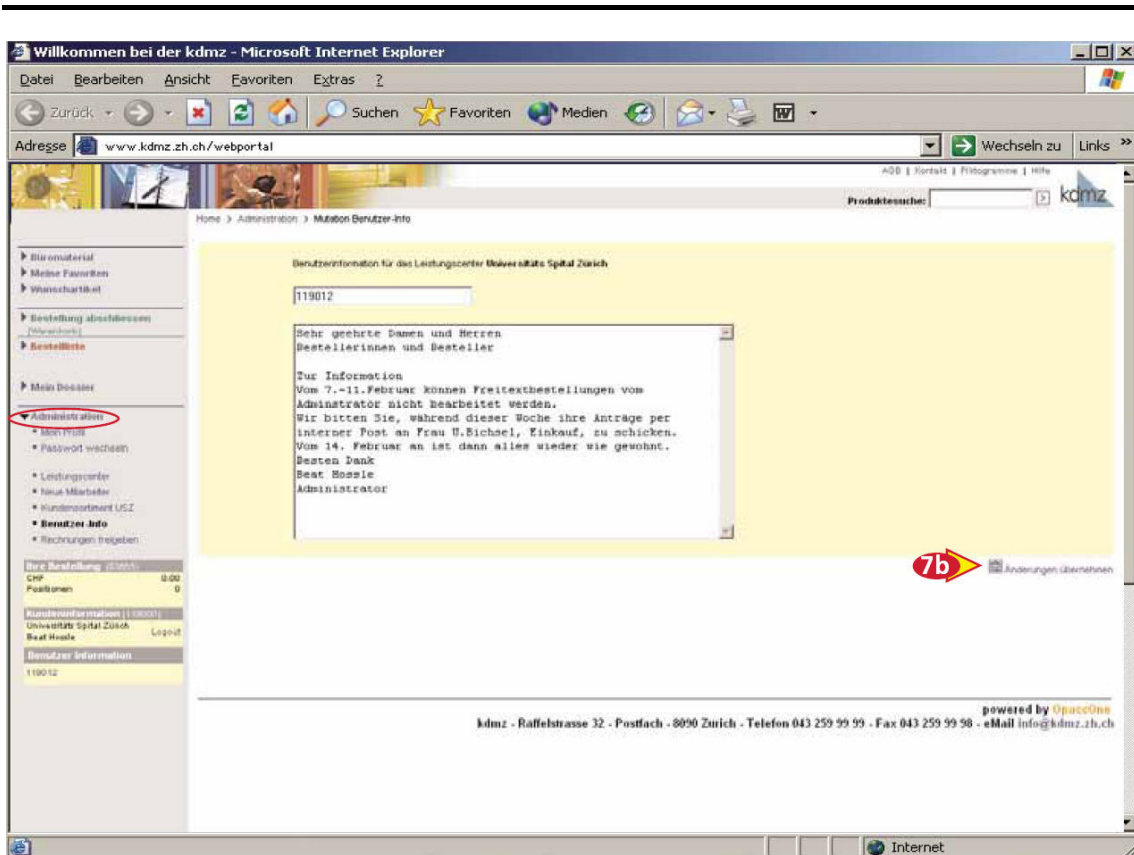 Willkommen bei der kdmz - Microsoft Internet Explorer
Datei Bearbeiten Ansicht Favoriten Extras ?
Zurück Suchen Favoriten Medien
Adresse www.kdmz.zh.ch/webportal Wechseln zu Links »
AGB | Kontakt | Piktogramme | Hilfe
Produktesuche: kdmz
Home > Administration > Mutation Benutzer-Info
Büromaterial
Meine Favoriten
Wunschartikel
Bestellung abschliessen
[Warenkorb]
Bestellliste
Mein Dossier
Administration
Mein Profil
Passwort wechseln
Leistungscenter
Neue Mitarbeiter
Kundensortiment USZ
Benutzer-Info
Rechnungen freigeben
Ihre Bestellung
CHF 0.00
Positionen 0
Kundeninformation
Universitäts Spital Zürich
Beat Hossle Logout
Benutzer Information
119012
Benutzerinformation für das Leistungscenter Universitäts Spital Zürich
119012
Sehr geehrte Damen und Herren
Bestellerinnen und Besteller
Zur Information
Vom 7.-11.Februar können Freitextbestellungen vom
Adminstrator nicht bearbeitet werden.
Wir bitten Sie, während dieser Woche ihre Anträge per
interner Post an Frau U.Bichsel, Einkauf, zu schicken.
Vom 14. Februar an ist dann alles wieder wie gewohnt.
Besten Dank
Beat Hossle
Administrator
7b Änderungen übernehmen
powered by OpaccOne
kdmz - Räffelstrasse 32 - Postfach - 8090 Zürich - Telefon 043 259 99 99 - Fax 043 259 99 98 - eMail info@kdmz.zh.ch
Internet